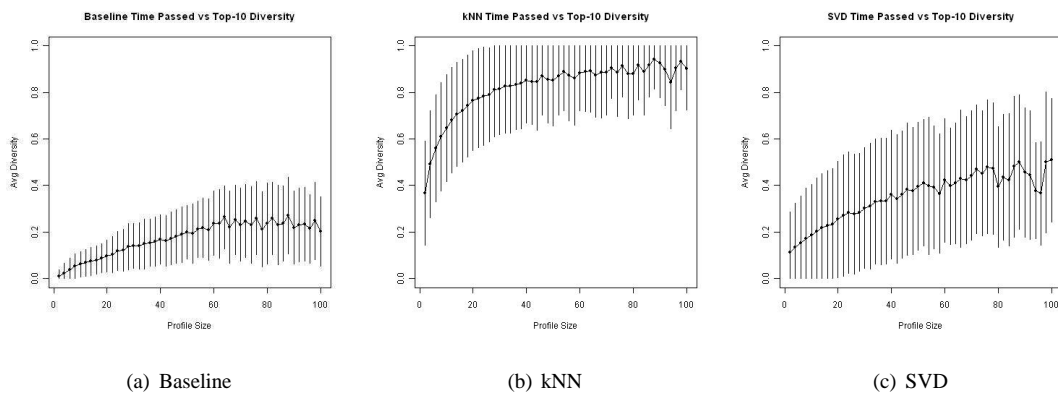 Baseline Time Passed vs Top-10 Diversity
Avg Diversity
0.0 0.2 0.4 0.6 0.8 1.0
0 20 40 60 80 100
Profile Size
(a) Baseline
kNN Time Passed vs Top-10 Diversity
Avg Diversity
0.0 0.2 0.4 0.6 0.8 1.0
0 20 40 60 80 100
Profile Size
(b) kNN
SVD Time Passed vs Top-10 Diversity
Avg Diversity
0.0 0.2 0.4 0.6 0.8 1.0
0 20 40 60 80 100
Profile Size
(c) SVD